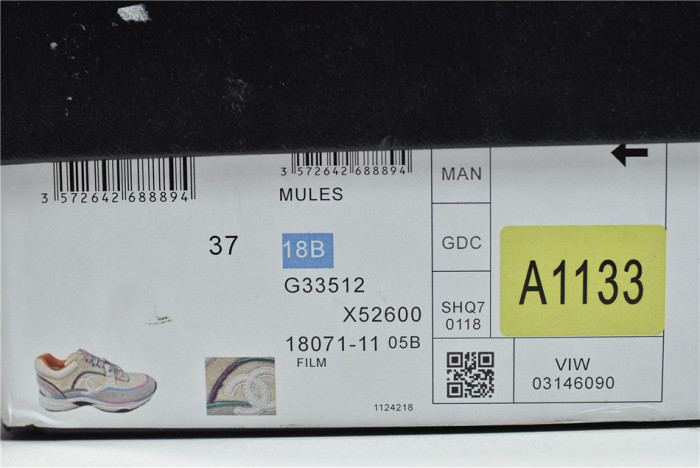 3 572642 688894
3 572642 688894
MULES
37
18B
G33512
X52600
18071-11 05B
FILM
1124218
MAN
GDC
SHQ7
0118
A1133
VIW
03146090